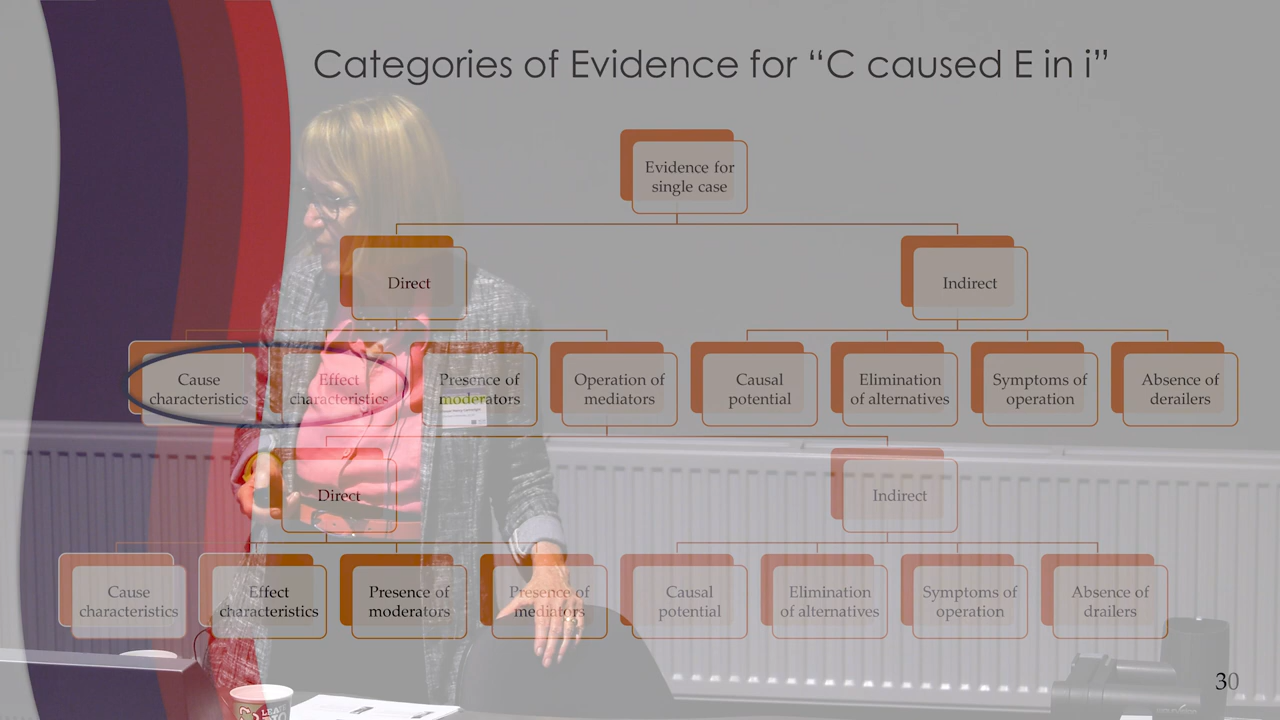 Categories of Evidence for “C caused E in i”
Evidence for
single case
Direct
Indirect
Cause
characteristics
Effect
characteristics
Presence of
moderators
Operation of
mediators
Causal
potential
Elimination
of alternatives
Symptoms of
operation
Absence of
derailers
Direct
Indirect
Cause
characteristics
Effect
characteristics
Presence of
moderators
Presence of
mediators
Causal
potential
Elimination
of alternatives
Symptoms of
operation
Absence of
drailers
30